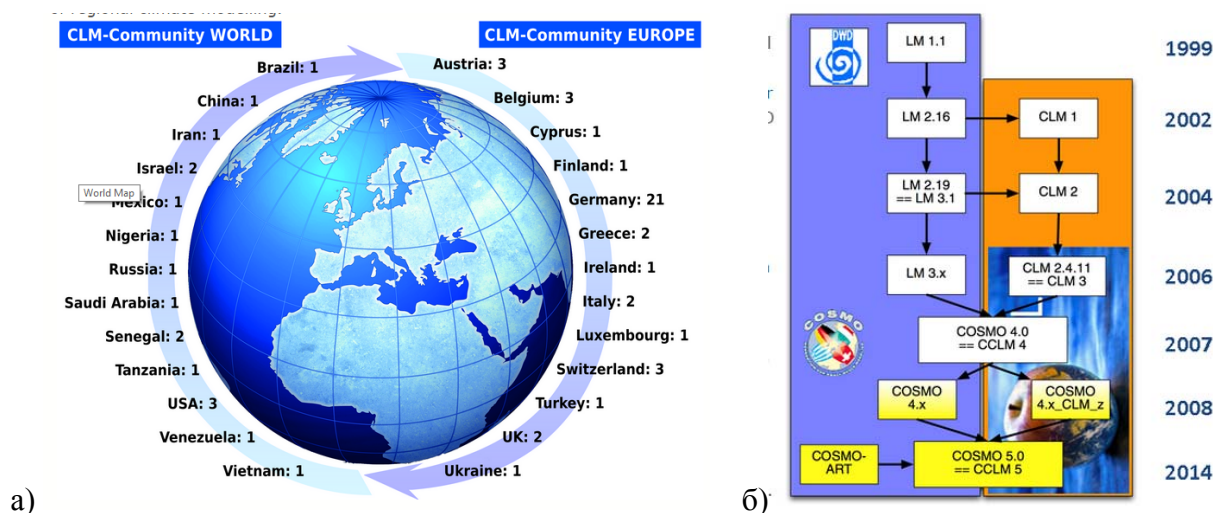 of regional climate modelling.
CLM-Community WORLD
CLM-Community EUROPE
Brazil: 1
China: 1
Iran: 1
Israel: 2
World Map
Mexico: 1
Nigeria: 1
Russia: 1
Saudi Arabia: 1
Senegal: 2
Tanzania: 1
USA: 3
Venezuela: 1
Vietnam: 1
Austria: 3
Belgium: 3
Cyprus: 1
Finland: 1
Germany: 21
Greece: 2
Ireland: 1
Italy: 2
Luxembourg: 1
Switzerland: 3
Turkey: 1
UK: 2
Ukraine: 1
а)
DWD
LM 1.1
1999
LM 2.16
CLM 1
2002
LM 2.19
== LM 3.1
CLM 2
2004
LM 3.x
CLM 2.4.11
== CLM 3
2006
COSMO
COSMO 4.0
== CCLM 4
2007
COSMO
4.x
COSMO
4.x_CLM_z
2008
COSMO-
ART
COSMO 5.0
== CCLM 5
2014
б)